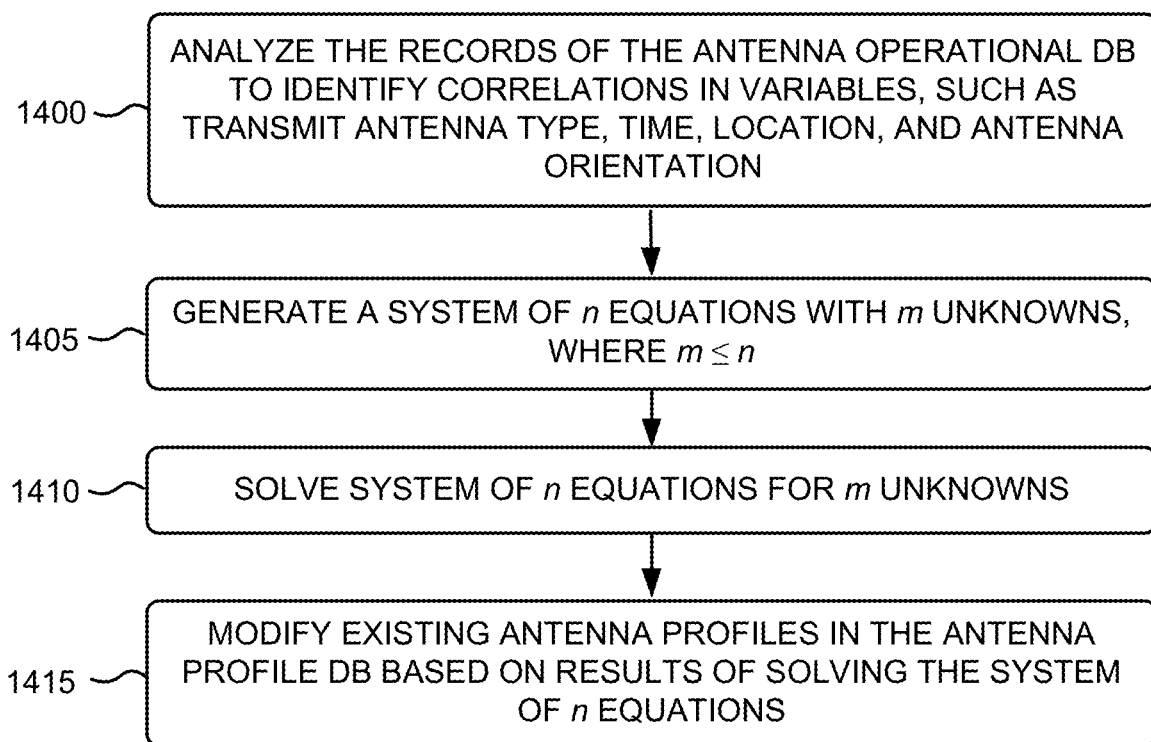 ANALYZE THE RECORDS OF THE ANTENNA OPERATIONAL DB
TO IDENTIFY CORRELATIONS IN VARIABLES, SUCH AS
1400
TRANSMIT ANTENNA TYPE, TIME, LOCATION, AND ANTENNA
ORIENTATION
GENERATE A SYSTEM OF n EQUATIONS WITH m UNKNOWNS,
1405
WHERE m ≤ n
1410
SOLVE SYSTEM OF n EQUATIONS FOR m UNKNOWNS
MODIFY EXISTING ANTENNA PROFILES IN THE ANTENNA
1415
PROFILE DB BASED ON RESULTS OF SOLVING THE SYSTEM
OF n EQUATIONS